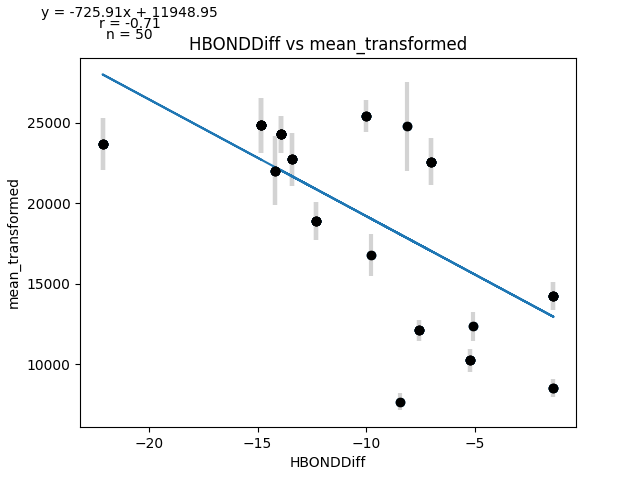 y = -725.91x + 11948.95
r = -0.71
n = 50
HBONDDiff vs mean_transformed
mean_transformed
25000
20000
15000
10000
−20
−15
−10
−5
HBONDDiff